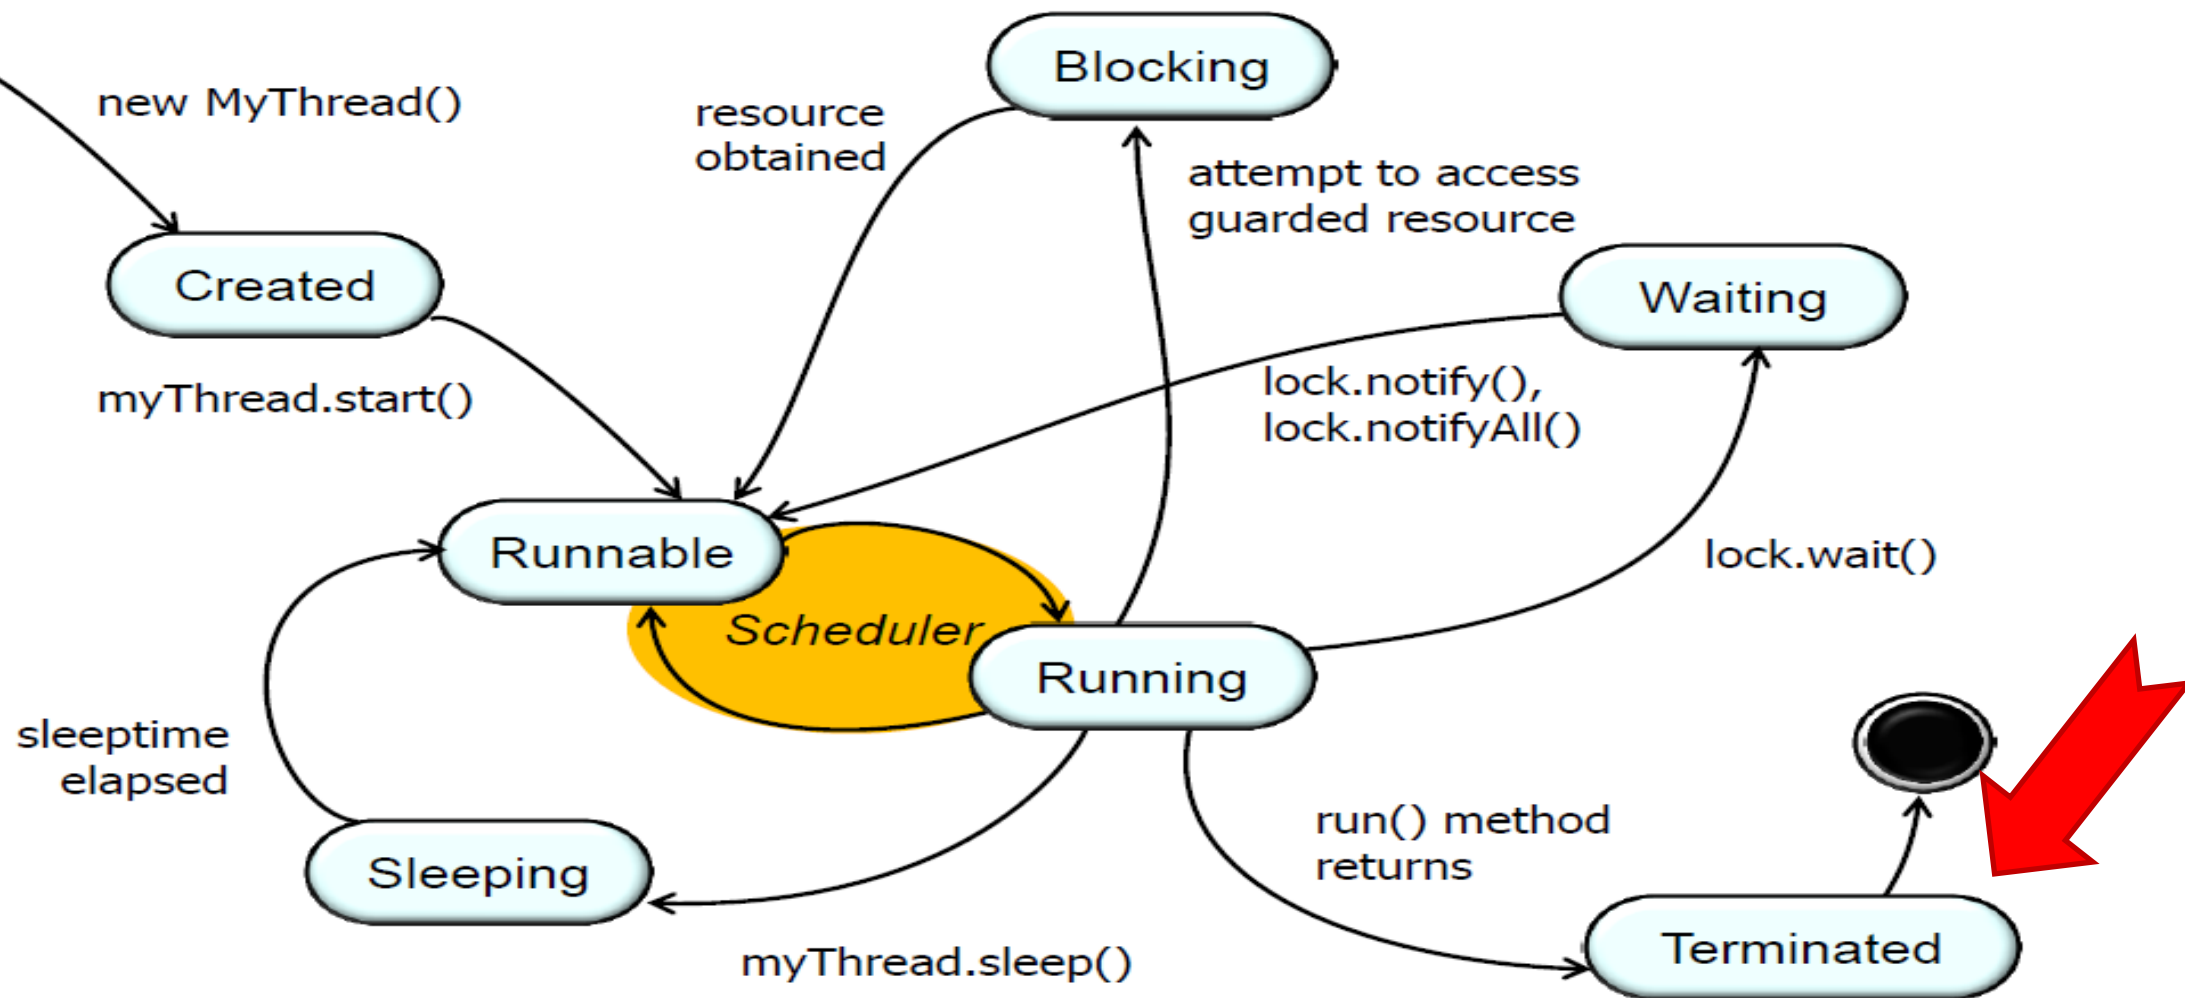 Blocking
new MyThread()
resource
obtained
attempt to access
guarded resource
Created
Waiting
myThread.start()
lock.notify(),
lock.notifyAll()
Runnable
lock.wait()
Scheduler
Running
sleeptime
elapsed
run() method
returns
Sleeping
Terminated
myThread.sleep()